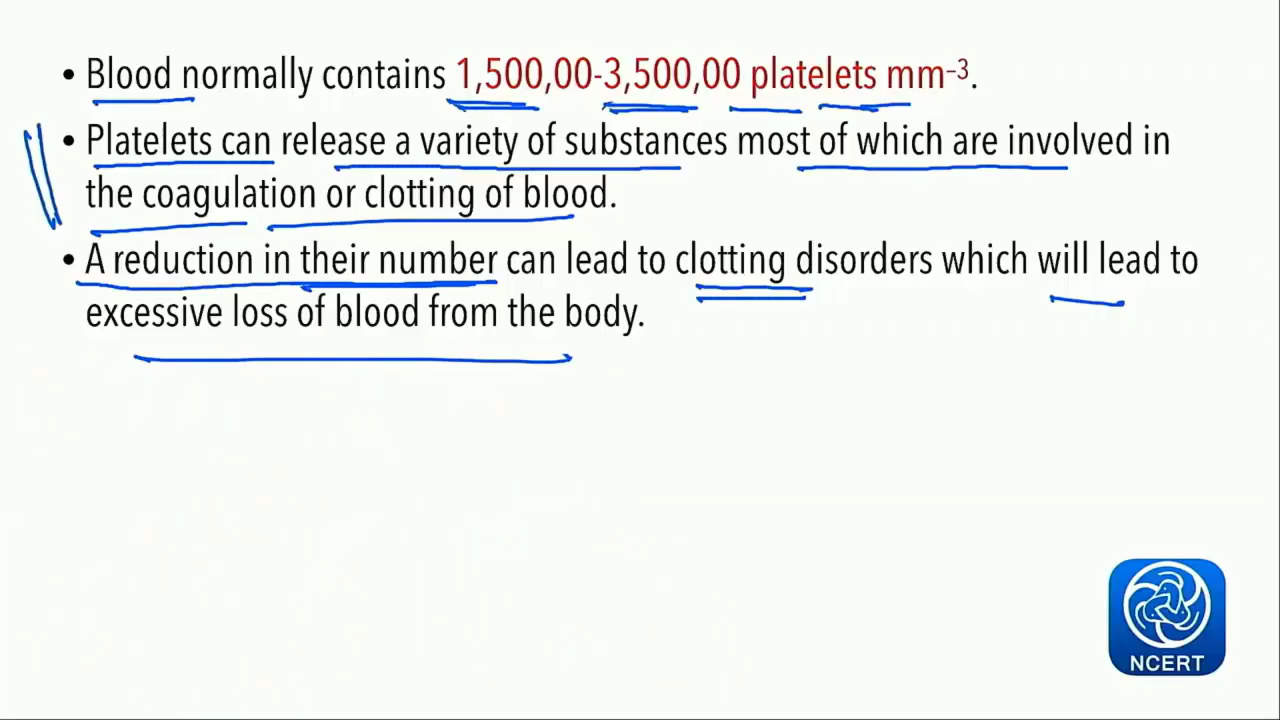 • Blood normally contains 1,500,00-3,500,00 platelets mm⁻³.
• Platelets can release a variety of substances most of which are involved in
the coagulation or clotting of blood.
• A reduction in their number can lead to clotting disorders which will lead to
excessive loss of blood from the body.
NCERT